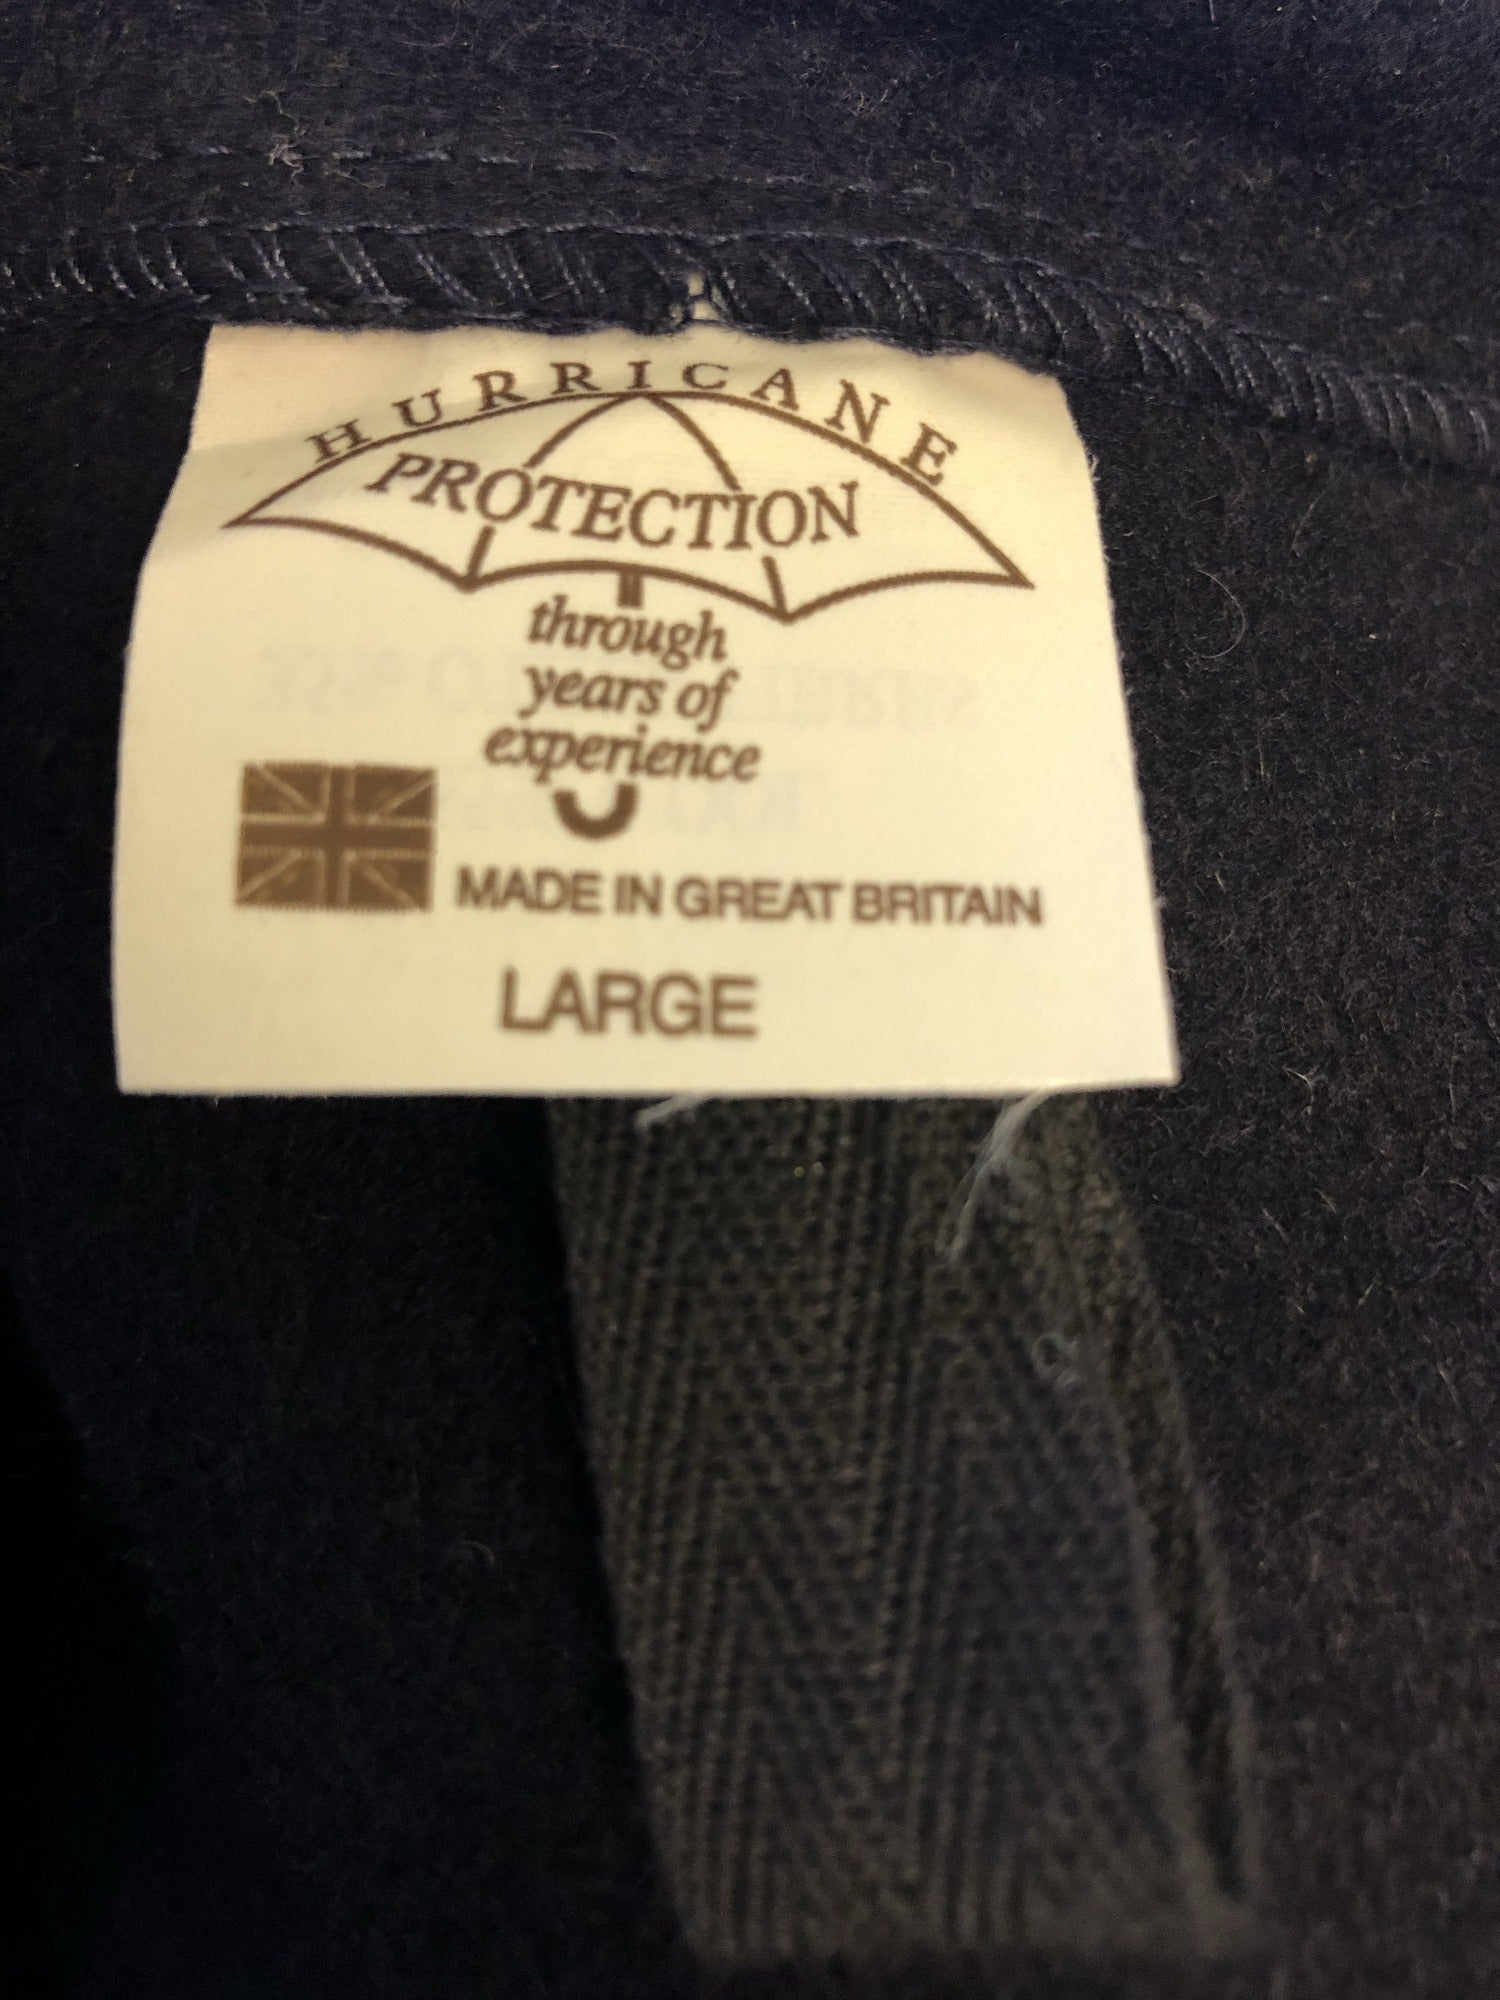 HURRICANE
PROTECTION
through
years of
experience
MADE IN GREAT BRITAIN
LARGE